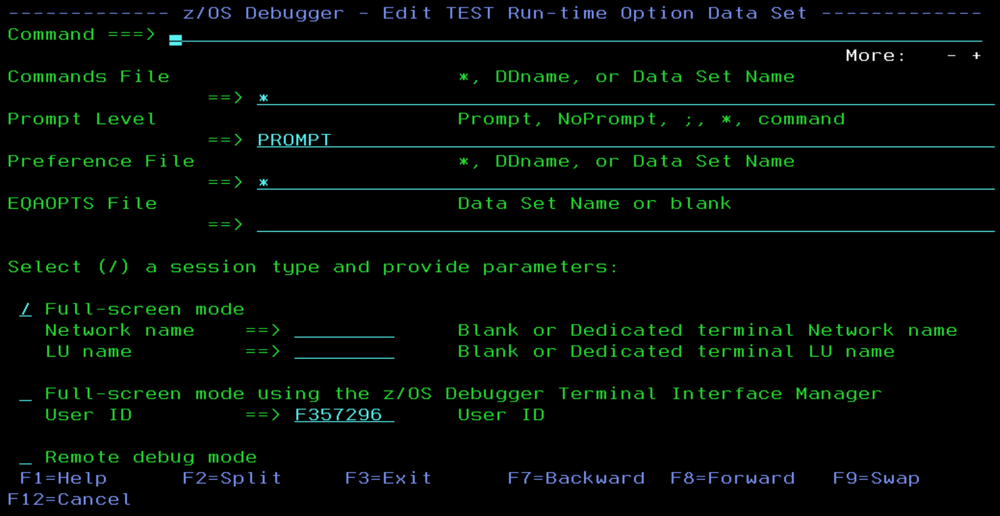 ------------- z/OS Debugger - Edit TEST Run-time Option Data Set -------------
Command ===>
More:   - +
Commands File                       *, DDname, or Data Set Name
                ==> *
Prompt Level                        Prompt, NoPrompt, ;, *, command
                ==> PROMPT
Preference File                     *, DDname, or Data Set Name
                ==> *
EQAOPTS File                        Data Set Name or blank
                ==>
Select (/) a session type and provide parameters:
 / Full-screen mode
   Network name    ==> ________     Blank or Dedicated terminal Network name
   LU name         ==> ________     Blank or Dedicated terminal LU name
 _ Full-screen mode using the z/OS Debugger Terminal Interface Manager
   User ID         ==> F357296_     User ID
 _ Remote debug mode
 F1=Help      F2=Split     F3=Exit      F7=Backward  F8=Forward   F9=Swap
F12=Cancel